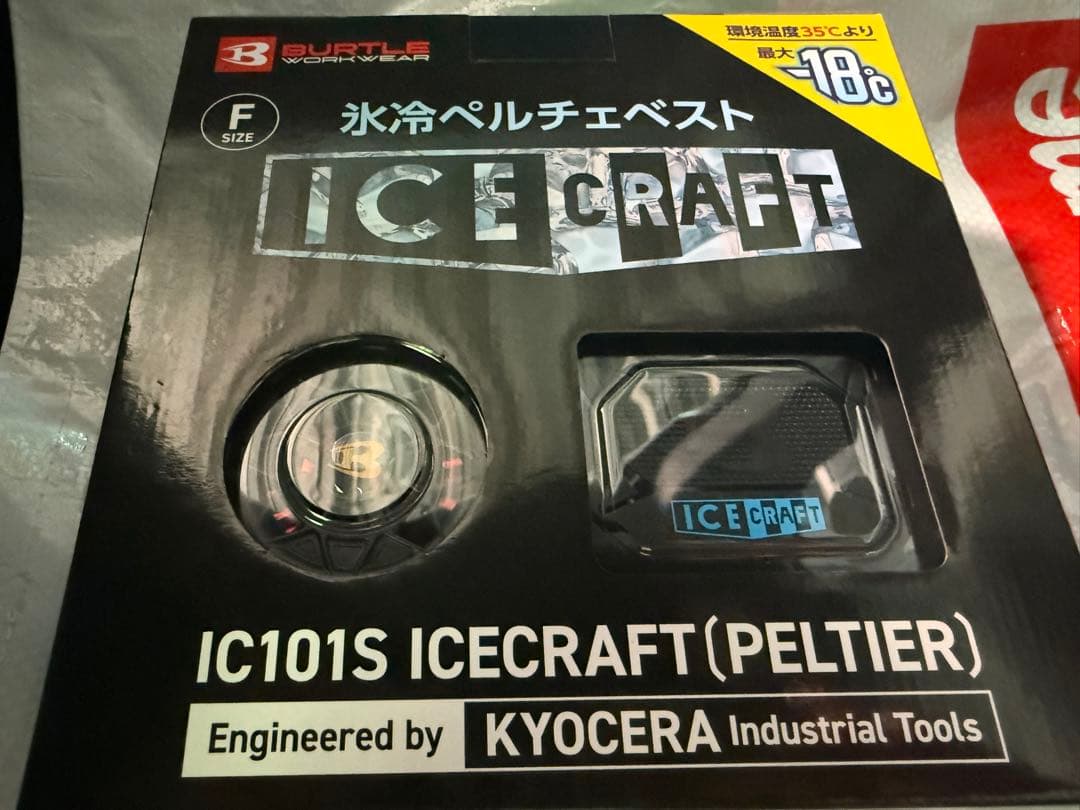 BURTLE
WORKWEAR
環境温度35℃より
最大
-18℃
F
SIZE
氷冷ペルチェベスト
ICE CRAFT
B
ICE CRAFT
IC101S ICECRAFT(PELTIER)
Engineered by KYOCERA Industrial Tools